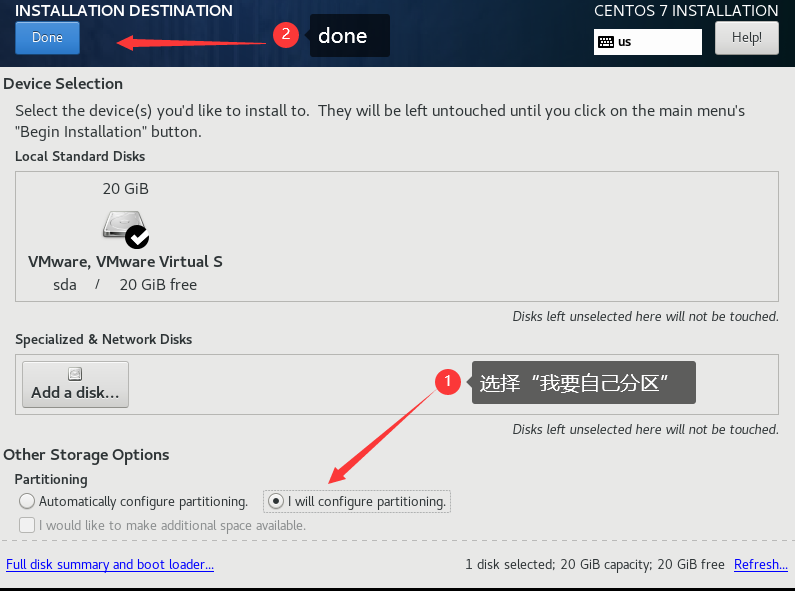 INSTALLATION DESTINATION
CENTOS 7 INSTALLATION
Done
2
done
us
Help!
Device Selection
Select the device(s) you'd like to install to.  They will be left untouched until you click on the main menu's
"Begin Installation" button.
Local Standard Disks
20 GiB
VMware, VMware Virtual S
sda / 20 GiB free
Disks left unselected here will not be touched.
Specialized & Network Disks
Add a disk...
1
选择“我要自己分区”
Disks left unselected here will not be touched.
Other Storage Options
Partitioning
Automatically configure partitioning.
I will configure partitioning.
I would like to make additional space available.
Full disk summary and boot loader...
1 disk selected; 20 GiB capacity; 20 GiB free
Refresh...